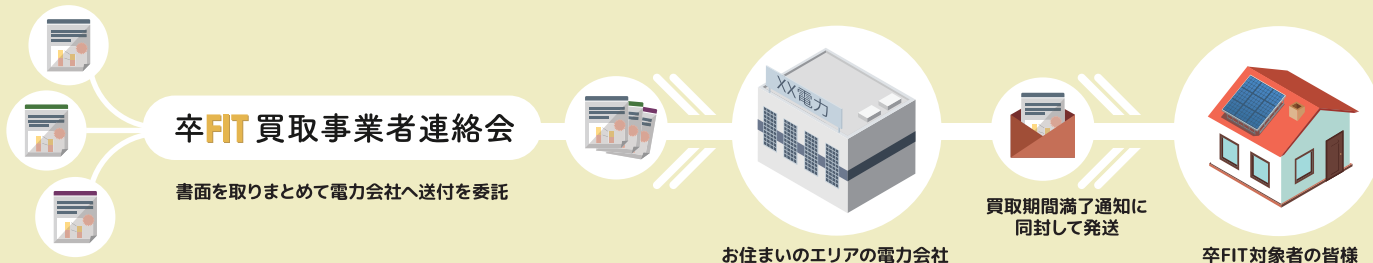 卒FIT買取事業者連絡会
書面を取りまとめて電力会社へ送付を委託
XX電力
お住まいのエリアの電力会社
買取期間満了通知に
同封して発送
卒FIT対象者の皆様